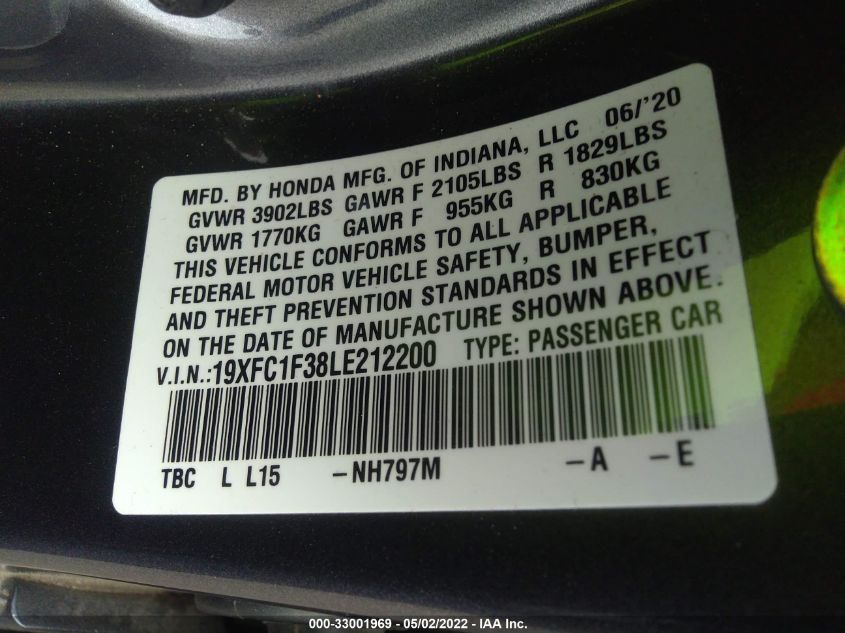 MFD. BY HONDA MFG. OF INDIANA, LLC 06/'20
GVWR 3902LBS GAWR F 2105LBS R 1829LBS
GVWR 1770KG GAWR F 955KG R 830KG
THIS VEHICLE CONFORMS TO ALL APPLICABLE
FEDERAL MOTOR VEHICLE SAFETY, BUMPER,
AND THEFT PREVENTION STANDARDS IN EFFECT
ON THE DATE OF MANUFACTURE SHOWN ABOVE.
V.I.N.:19XFC1F38LE212200 TYPE: PASSENGER CAR
TBC L L15 –NH797M –A –E
000-33001969 - 05/02/2022 - IAA Inc.